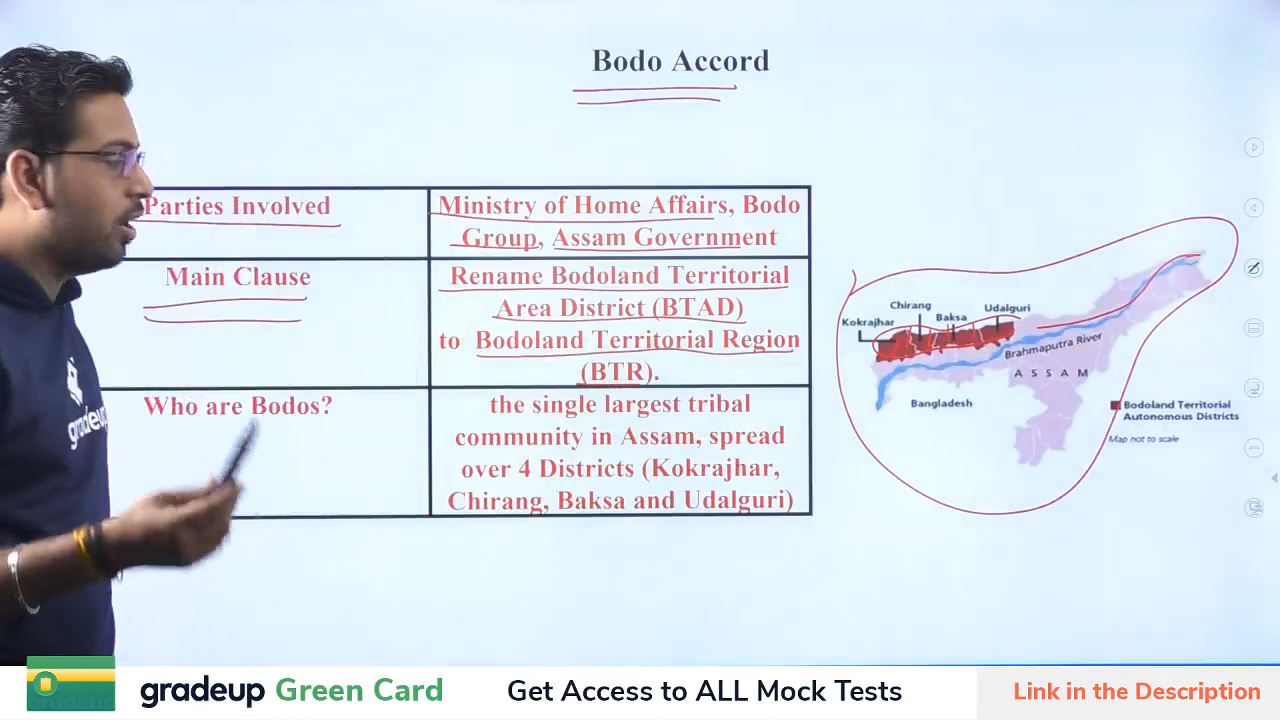 Bodo Accord
Parties Involved
Ministry of Home Affairs, Bodo
Group, Assam Government
Main Clause
Rename Bodoland Territorial
Area District (BTAD)
to Bodoland Territorial Region
(BTR).
Who are Bodos?
the single largest tribal
community in Assam, spread
over 4 Districts (Kokrajhar,
Chirang, Baksa and Udalguri)
Chirang
Udalguri
Baksa
Kokrajhar
Brahmaputra River
ASSAM
Bangladesh
Bodoland Territorial
Autonomous Districts
Map not to scale
gradeup
gradeup Green Card
Get Access to ALL Mock Tests
Link in the Description